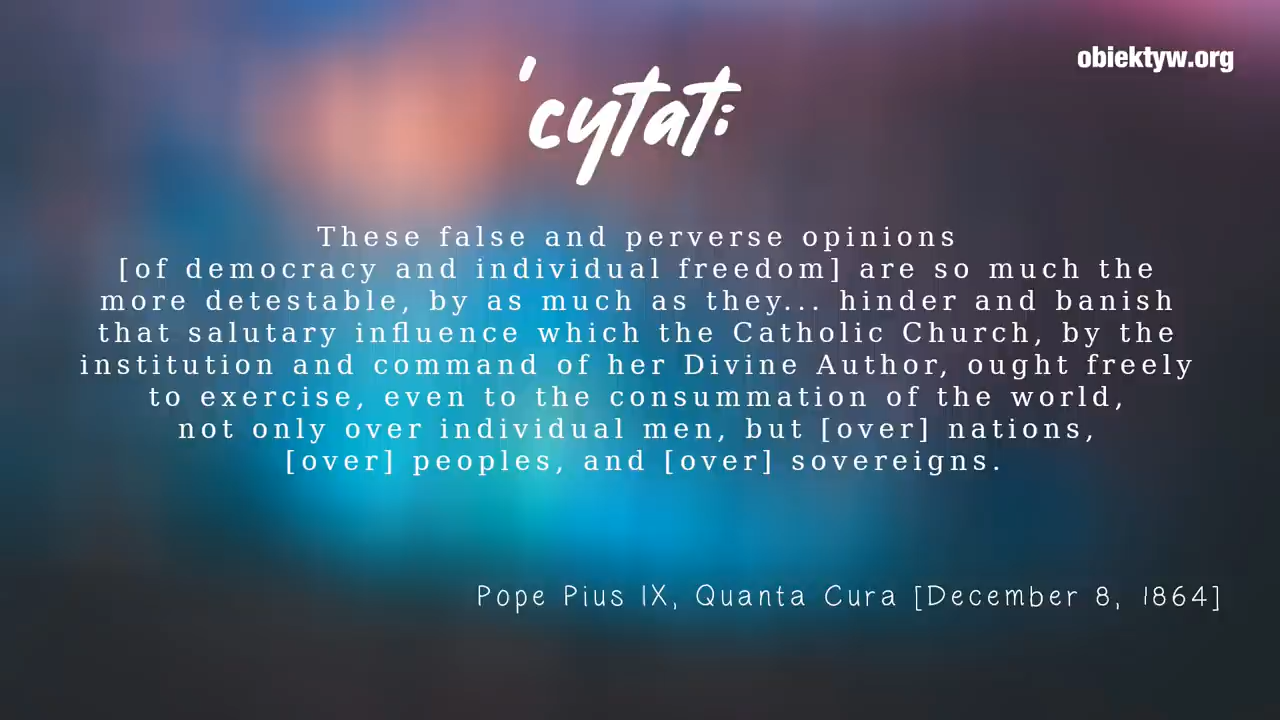 obiektyw.org
'cytat:
These false and perverse opinions
[of democracy and individual freedom] are so much the
more detestable, by as much as they... hinder and banish
that salutary influence which the Catholic Church, by the
institution and command of her Divine Author, ought freely
to exercise, even to the consummation of the world,
not only over individual men, but [over] nations,
[over] peoples, and [over] sovereigns.
Pope Pius IX, Quanta Cura [December 8, 1864]